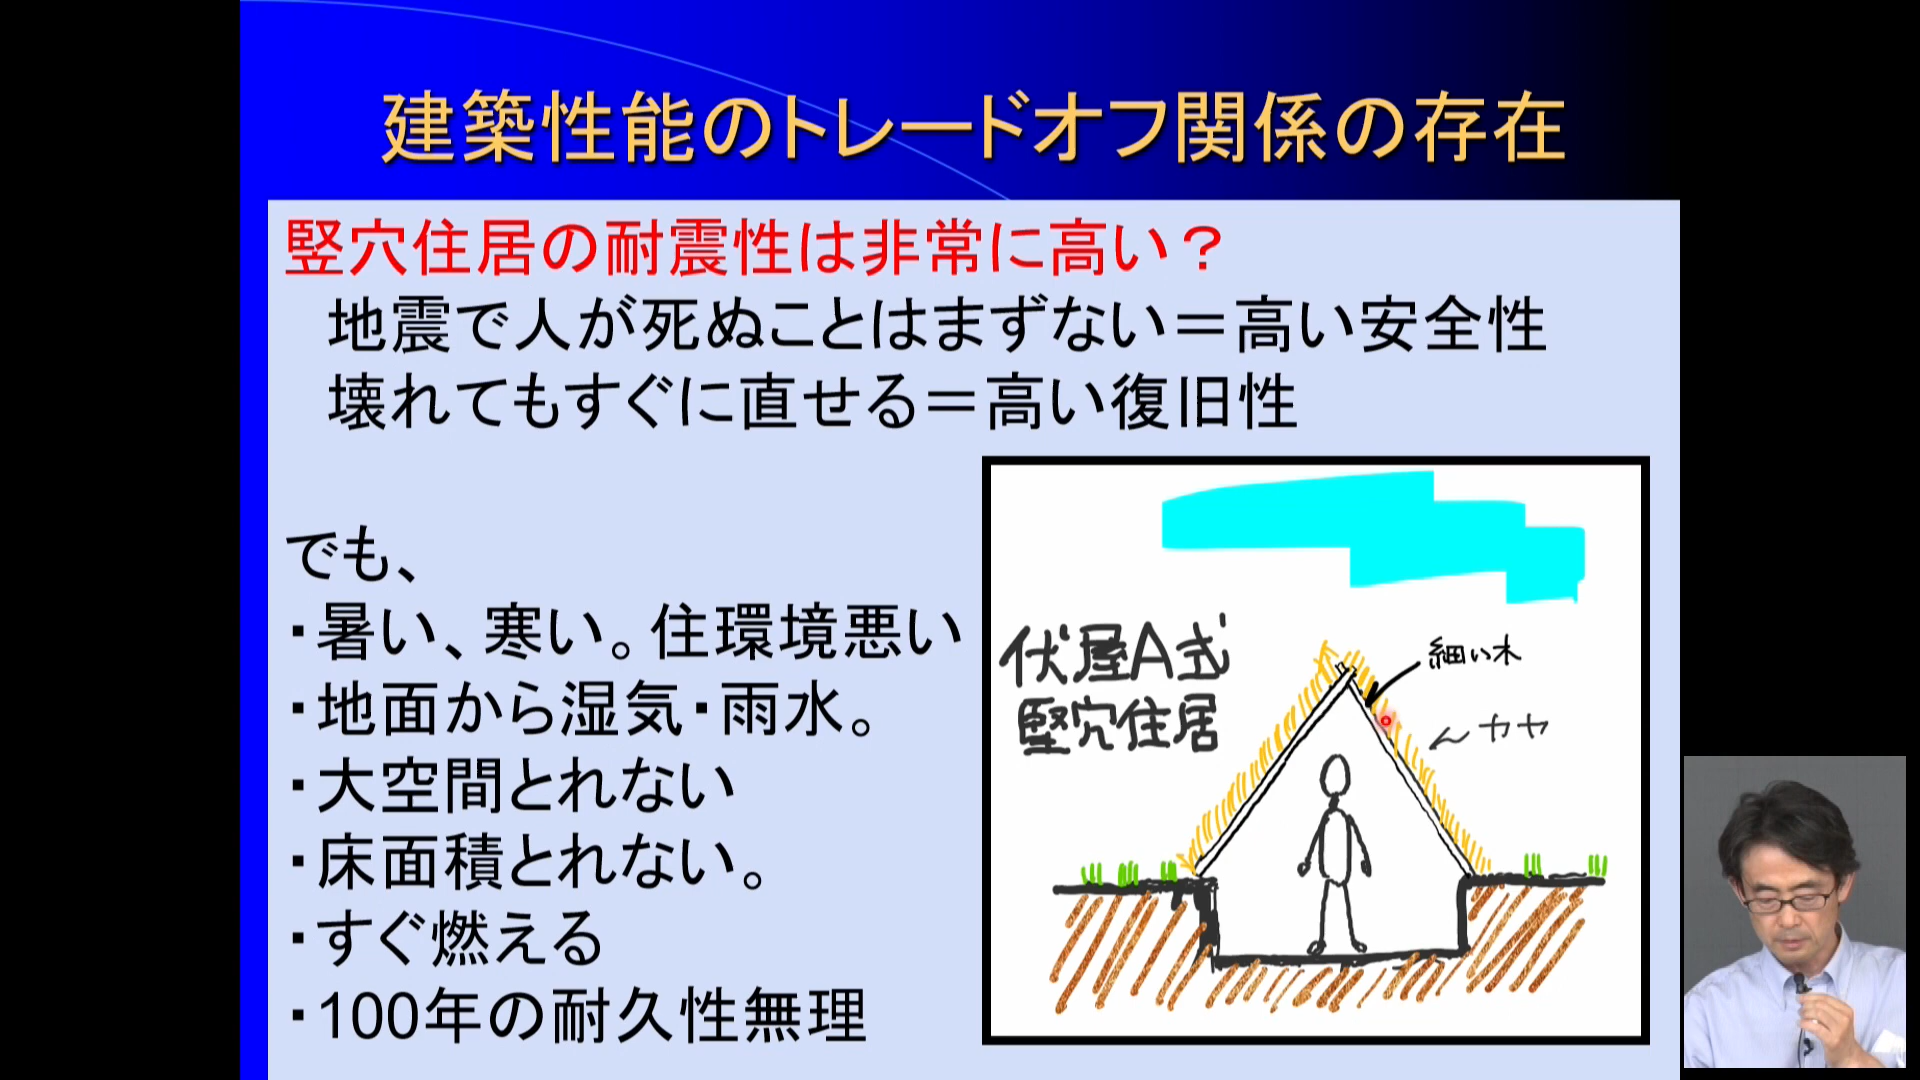 建築性能のトレードオフ関係の存在
竪穴住居の耐震性は非常に高い？
地震で人が死ぬことはまずない＝高い安全性
壊れてもすぐに直せる＝高い復旧性
でも、
・暑い、寒い。住環境悪い
・地面から湿気・雨水。
・大空間とれない
・床面積とれない。
・すぐ燃える
・100年の耐久性無理
伏屋A式
竪穴住居
細い木
カヤ